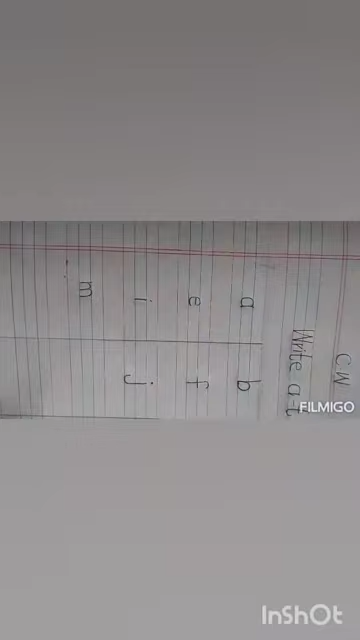 C.W
Write a-t
a b
e f
i j
m
FILMIGO
InShOt